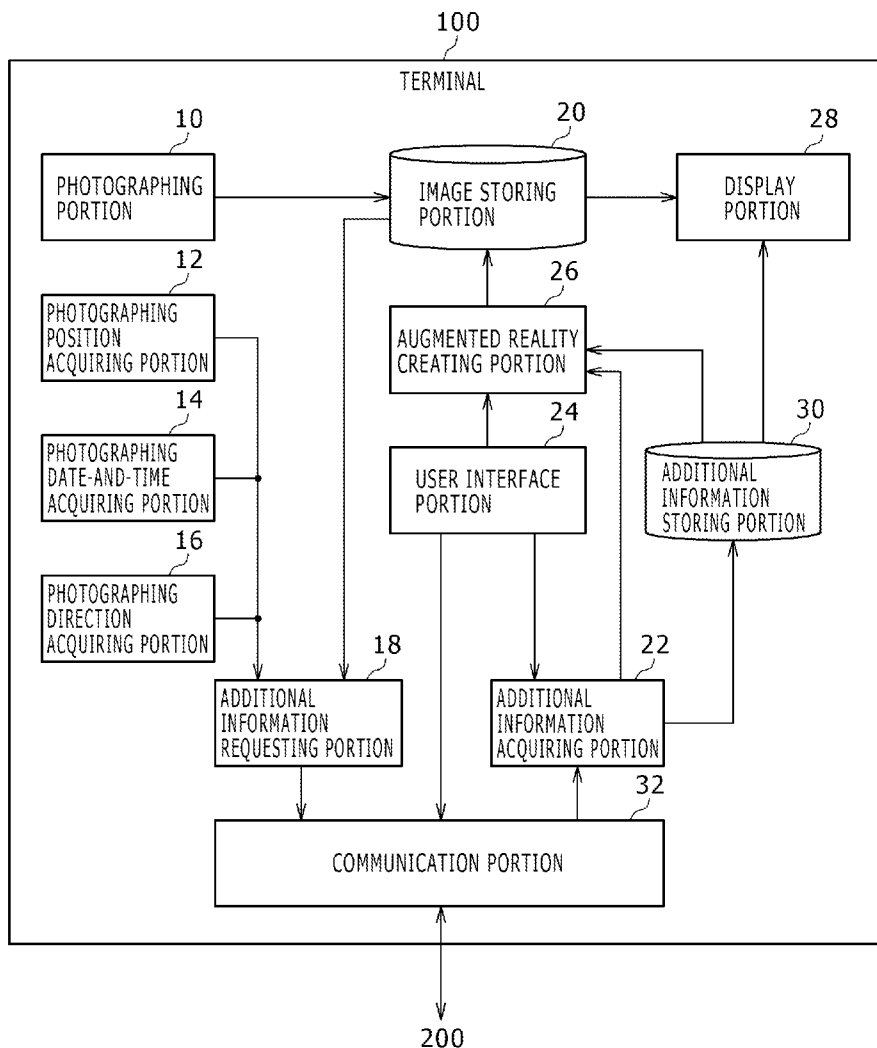 100
TERMINAL
10
PHOTOGRAPHING
PORTION
20
IMAGE STORING
PORTION
28
DISPLAY
PORTION
12
PHOTOGRAPHING
POSITION
ACQUIRING PORTION
26
AUGMENTED REALITY
CREATING PORTION
14
PHOTOGRAPHING
DATE-AND-TIME
ACQUIRING PORTION
24
USER INTERFACE
PORTION
30
ADDITIONAL
INFORMATION
STORING PORTION
16
PHOTOGRAPHING
DIRECTION
ACQUIRING PORTION
18
ADDITIONAL
INFORMATION
REQUESTING PORTION
22
ADDITIONAL
INFORMATION
ACQUIRING PORTION
32
COMMUNICATION PORTION
200